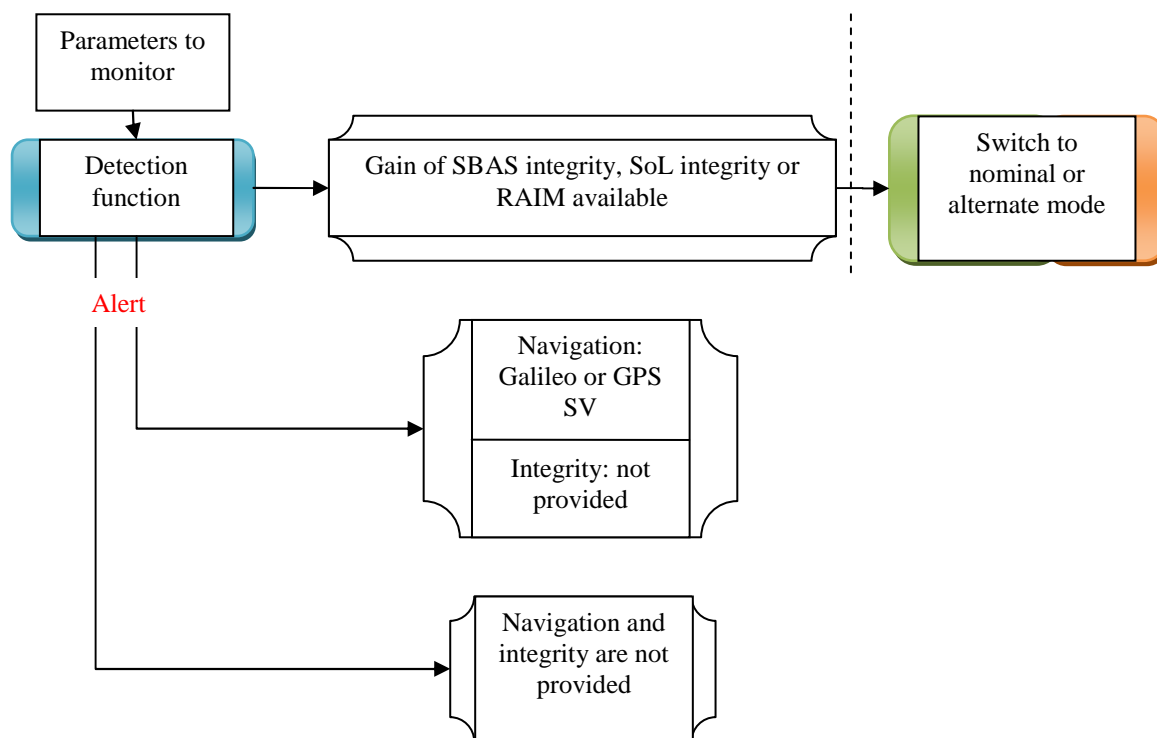 Parameters to
monitor
Detection
function
Gain of SBAS integrity, SoL integrity or
RAIM available
Switch to
nominal or
alternate mode
Alert
Navigation:
Galileo or GPS
SV
Integrity: not
provided
Navigation and
integrity are not
provided